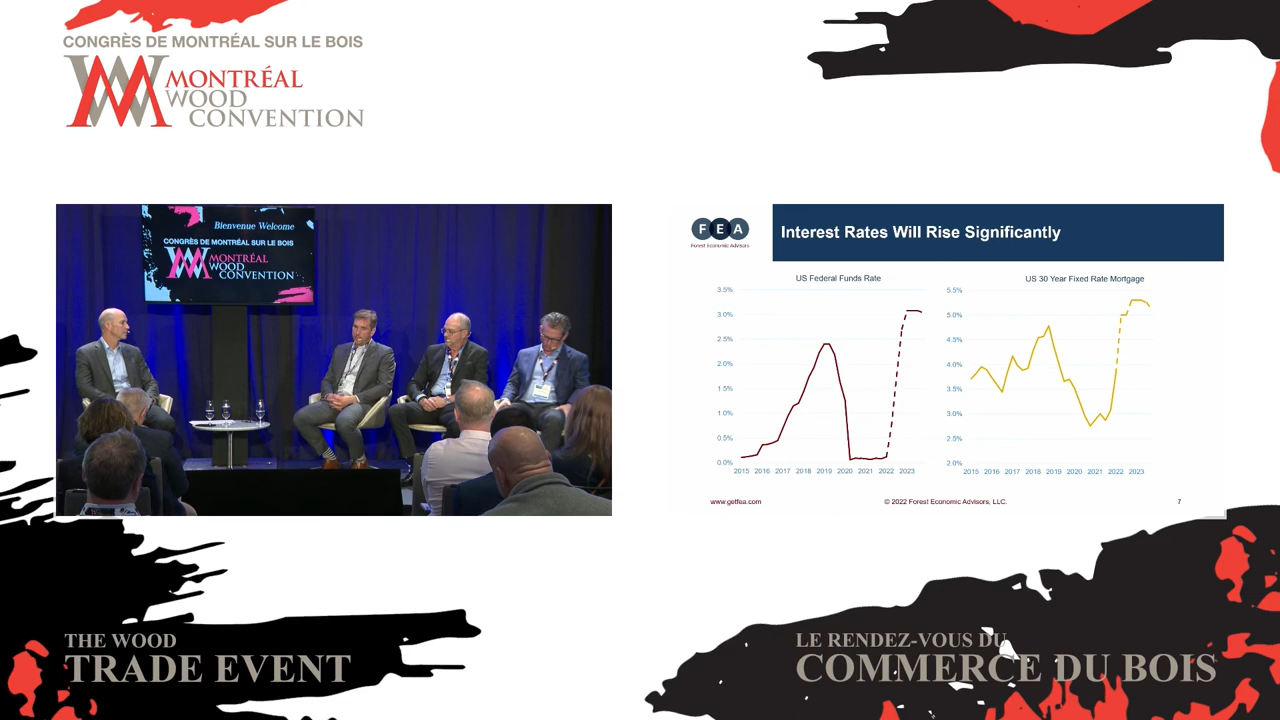 CONGRÈS DE MONTRÉAL SUR LE BOIS
MONTRÉAL
WOOD
CONVENTION
Bienvenue Welcome
CONGRÈS DE MONTRÉAL SUR LE BOIS
MONTRÉAL
WOOD
CONVENTION
FEA
Forest Economic Advisors
Interest Rates Will Rise Significantly
US Federal Funds Rate
3.5%
3.0%
2.5%
2.0%
1.5%
1.0%
0.5%
0.0%
2015 2016 2017 2018 2019 2020 2021 2022 2023
US 30 Year Fixed Rate Mortgage
5.5%
5.0%
4.5%
4.0%
3.5%
3.0%
2.5%
2.0%
2015 2016 2017 2018 2019 2020 2021 2022 2023
www.getfea.com
© 2022 Forest Economic Advisors, LLC.
7
THE WOOD
TRADE EVENT
LE RENDEZ-VOUS DU
COMMERCE DU BOIS